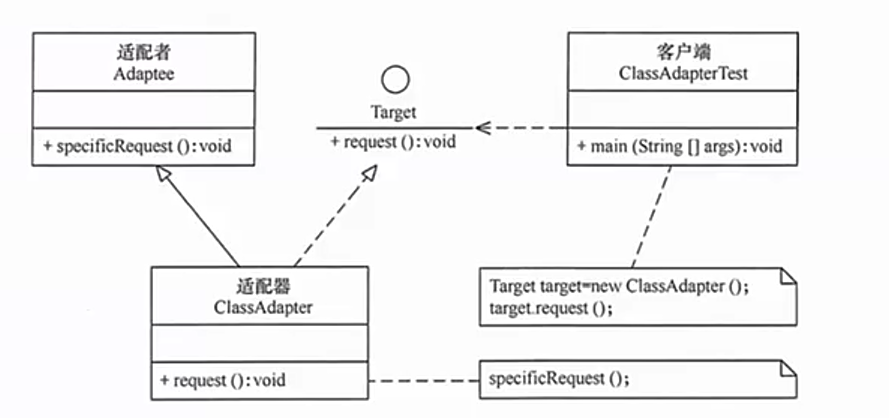 适配者
Adaptee
+ specificRequest ():void
Target
+ request ():void
客户端
ClassAdapterTest
+ main (String [] args):void
适配器
ClassAdapter
+ request ():void
Target target=new ClassAdapter ();
target.request ();
specificRequest ();